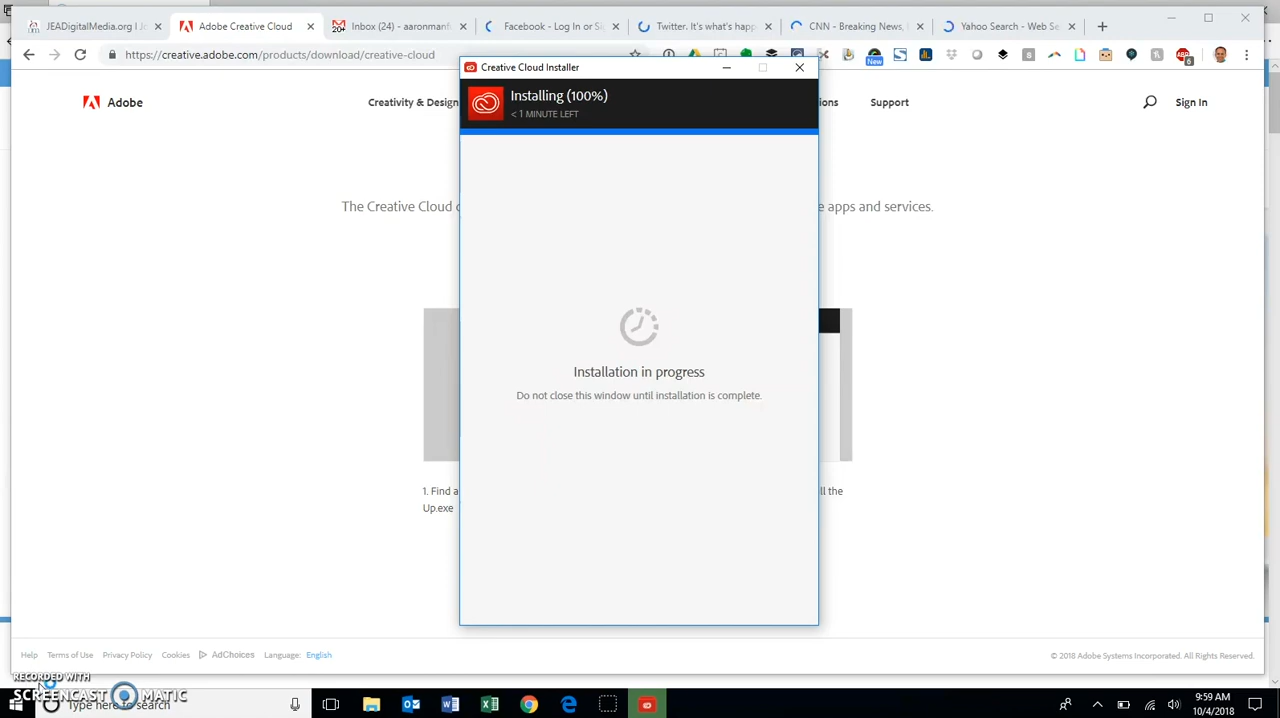 JEADigitalMedia.org | Jo
Adobe Creative Cloud
Inbox (24) - aaronmanf
Facebook - Log In or Si
Twitter. It's what's happ
CNN - Breaking News,
Yahoo Search - Web Se
https://creative.adobe.com/products/download/creative-cloud
New
ABP
6
Adobe
Creativity & Design
ions
Support
Sign In
Creative Cloud Installer
Installing (100%)
< 1 MINUTE LEFT
The Creative Cloud
e apps and services.
Installation in progress
Do not close this window until installation is complete.
1. Find a
ll the
Up.exe
Help
Terms of Use
Privacy Policy
Cookies
AdChoices
Language:
English
© 2018 Adobe Systems Incorporated. All Rights Reserved.
RECORDED WITH
SCREENCAST MATIC
Type here to search
9:59 AM
10/4/2018